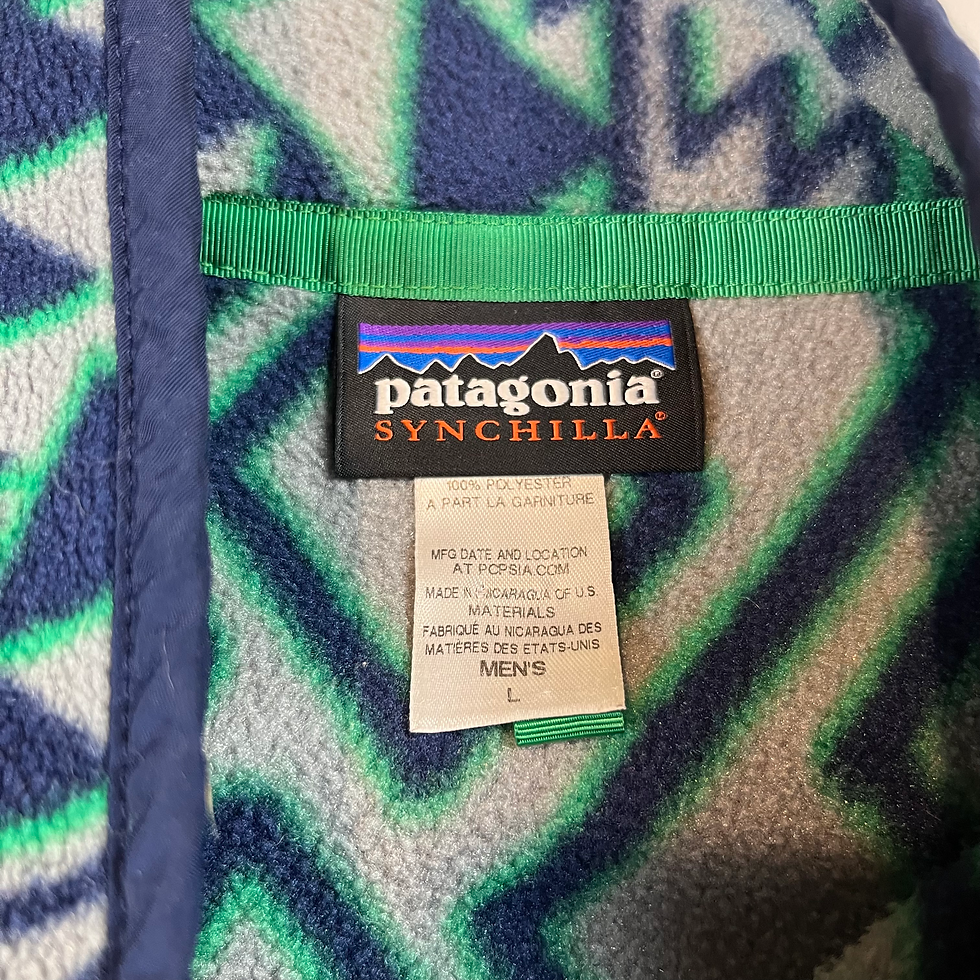 patagonia®
SYNCHILLA®
100% POLYESTER
A PART LA GARNITURE
MFG DATE AND LOCATION
AT PCPSIA.COM
MADE IN NICARAGUA OF U.S.
MATERIALS
FABRIQUÉ AU NICARAGUA DES
MATIÈRES DES ETATS-UNIS
MEN'S
L